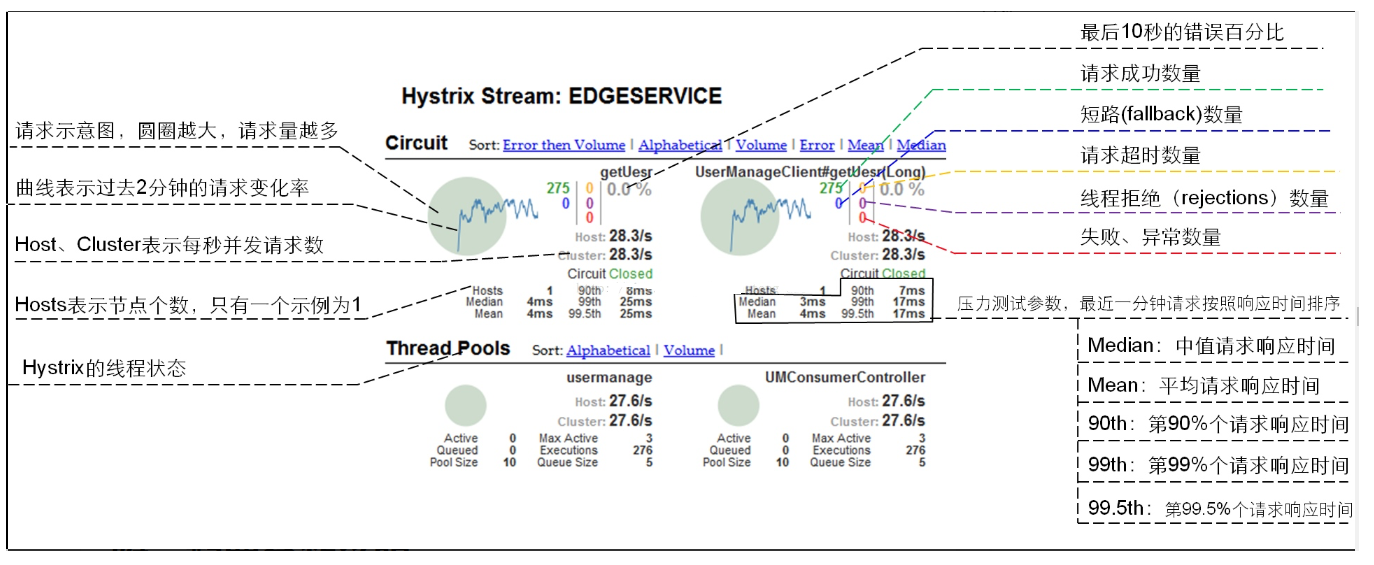 最后10秒的错误百分比
请求成功数量
短路(fallback)数量
请求超时数量
线程拒绝（rejections）数量
失败、异常数量
请求示意图，圆圈越大，请求量越多
曲线表示过去2分钟的请求变化率
Host、Cluster表示每秒并发请求数
Hosts表示节点个数，只有一个示例为1
Hystrix的线程状态
Hystrix Stream: EDGESERVICE
Circuit Sort: Error then Volume | Alphabetical | Volume | Error | Mean | Median
getUesr
275 0 0.0 %
0 0
0
Host: 28.3/s
Cluster: 28.3/s
Circuit Closed
Hosts 1 90th 8ms
Median 4ms 99th 25ms
Mean 4ms 99.5th 25ms
UserManageClient#getUesr(Long)
275 0 0.0 %
0 0
0
Host: 28.3/s
Cluster: 28.3/s
Circuit Closed
Hosts 1 90th 7ms
Median 3ms 99th 17ms
Mean 4ms 99.5th 17ms
Thread Pools Sort: Alphabetical | Volume |
usermanage
Host: 27.6/s
Cluster: 27.6/s
Active 0 Max Active 3
Queued 0 Executions 276
Pool Size 10 Queue Size 5
UMConsumerController
Host: 27.6/s
Cluster: 27.6/s
Active 0 Max Active 3
Queued 0 Executions 276
Pool Size 10 Queue Size 5
压力测试参数，最近一分钟请求按照响应时间排序
Median：中值请求响应时间
Mean：平均请求响应时间
90th：第90%个请求响应时间
99th：第99%个请求响应时间
99.5th：第99.5%个请求响应时间